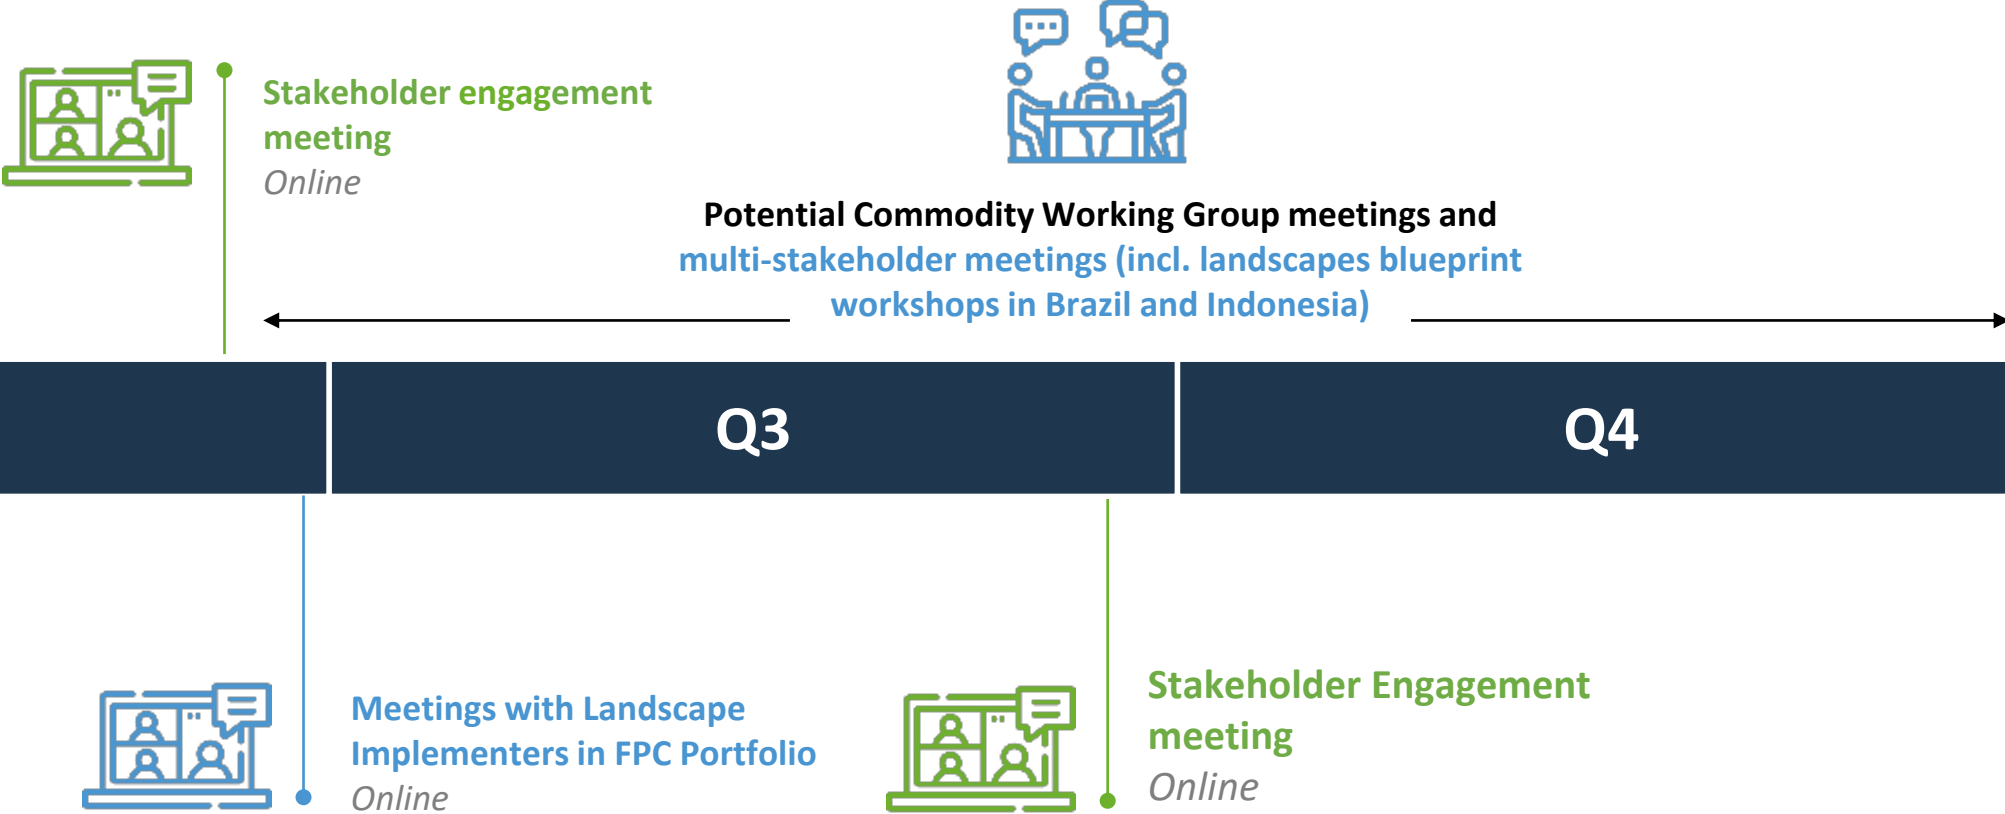 Stakeholder engagement
meeting
Online
Potential Commodity Working Group meetings and
multi-stakeholder meetings (incl. landscapes blueprint
workshops in Brazil and Indonesia)
Q3
Q4
Meetings with Landscape
Implementers in FPC Portfolio
Online
Stakeholder Engagement
meeting
Online